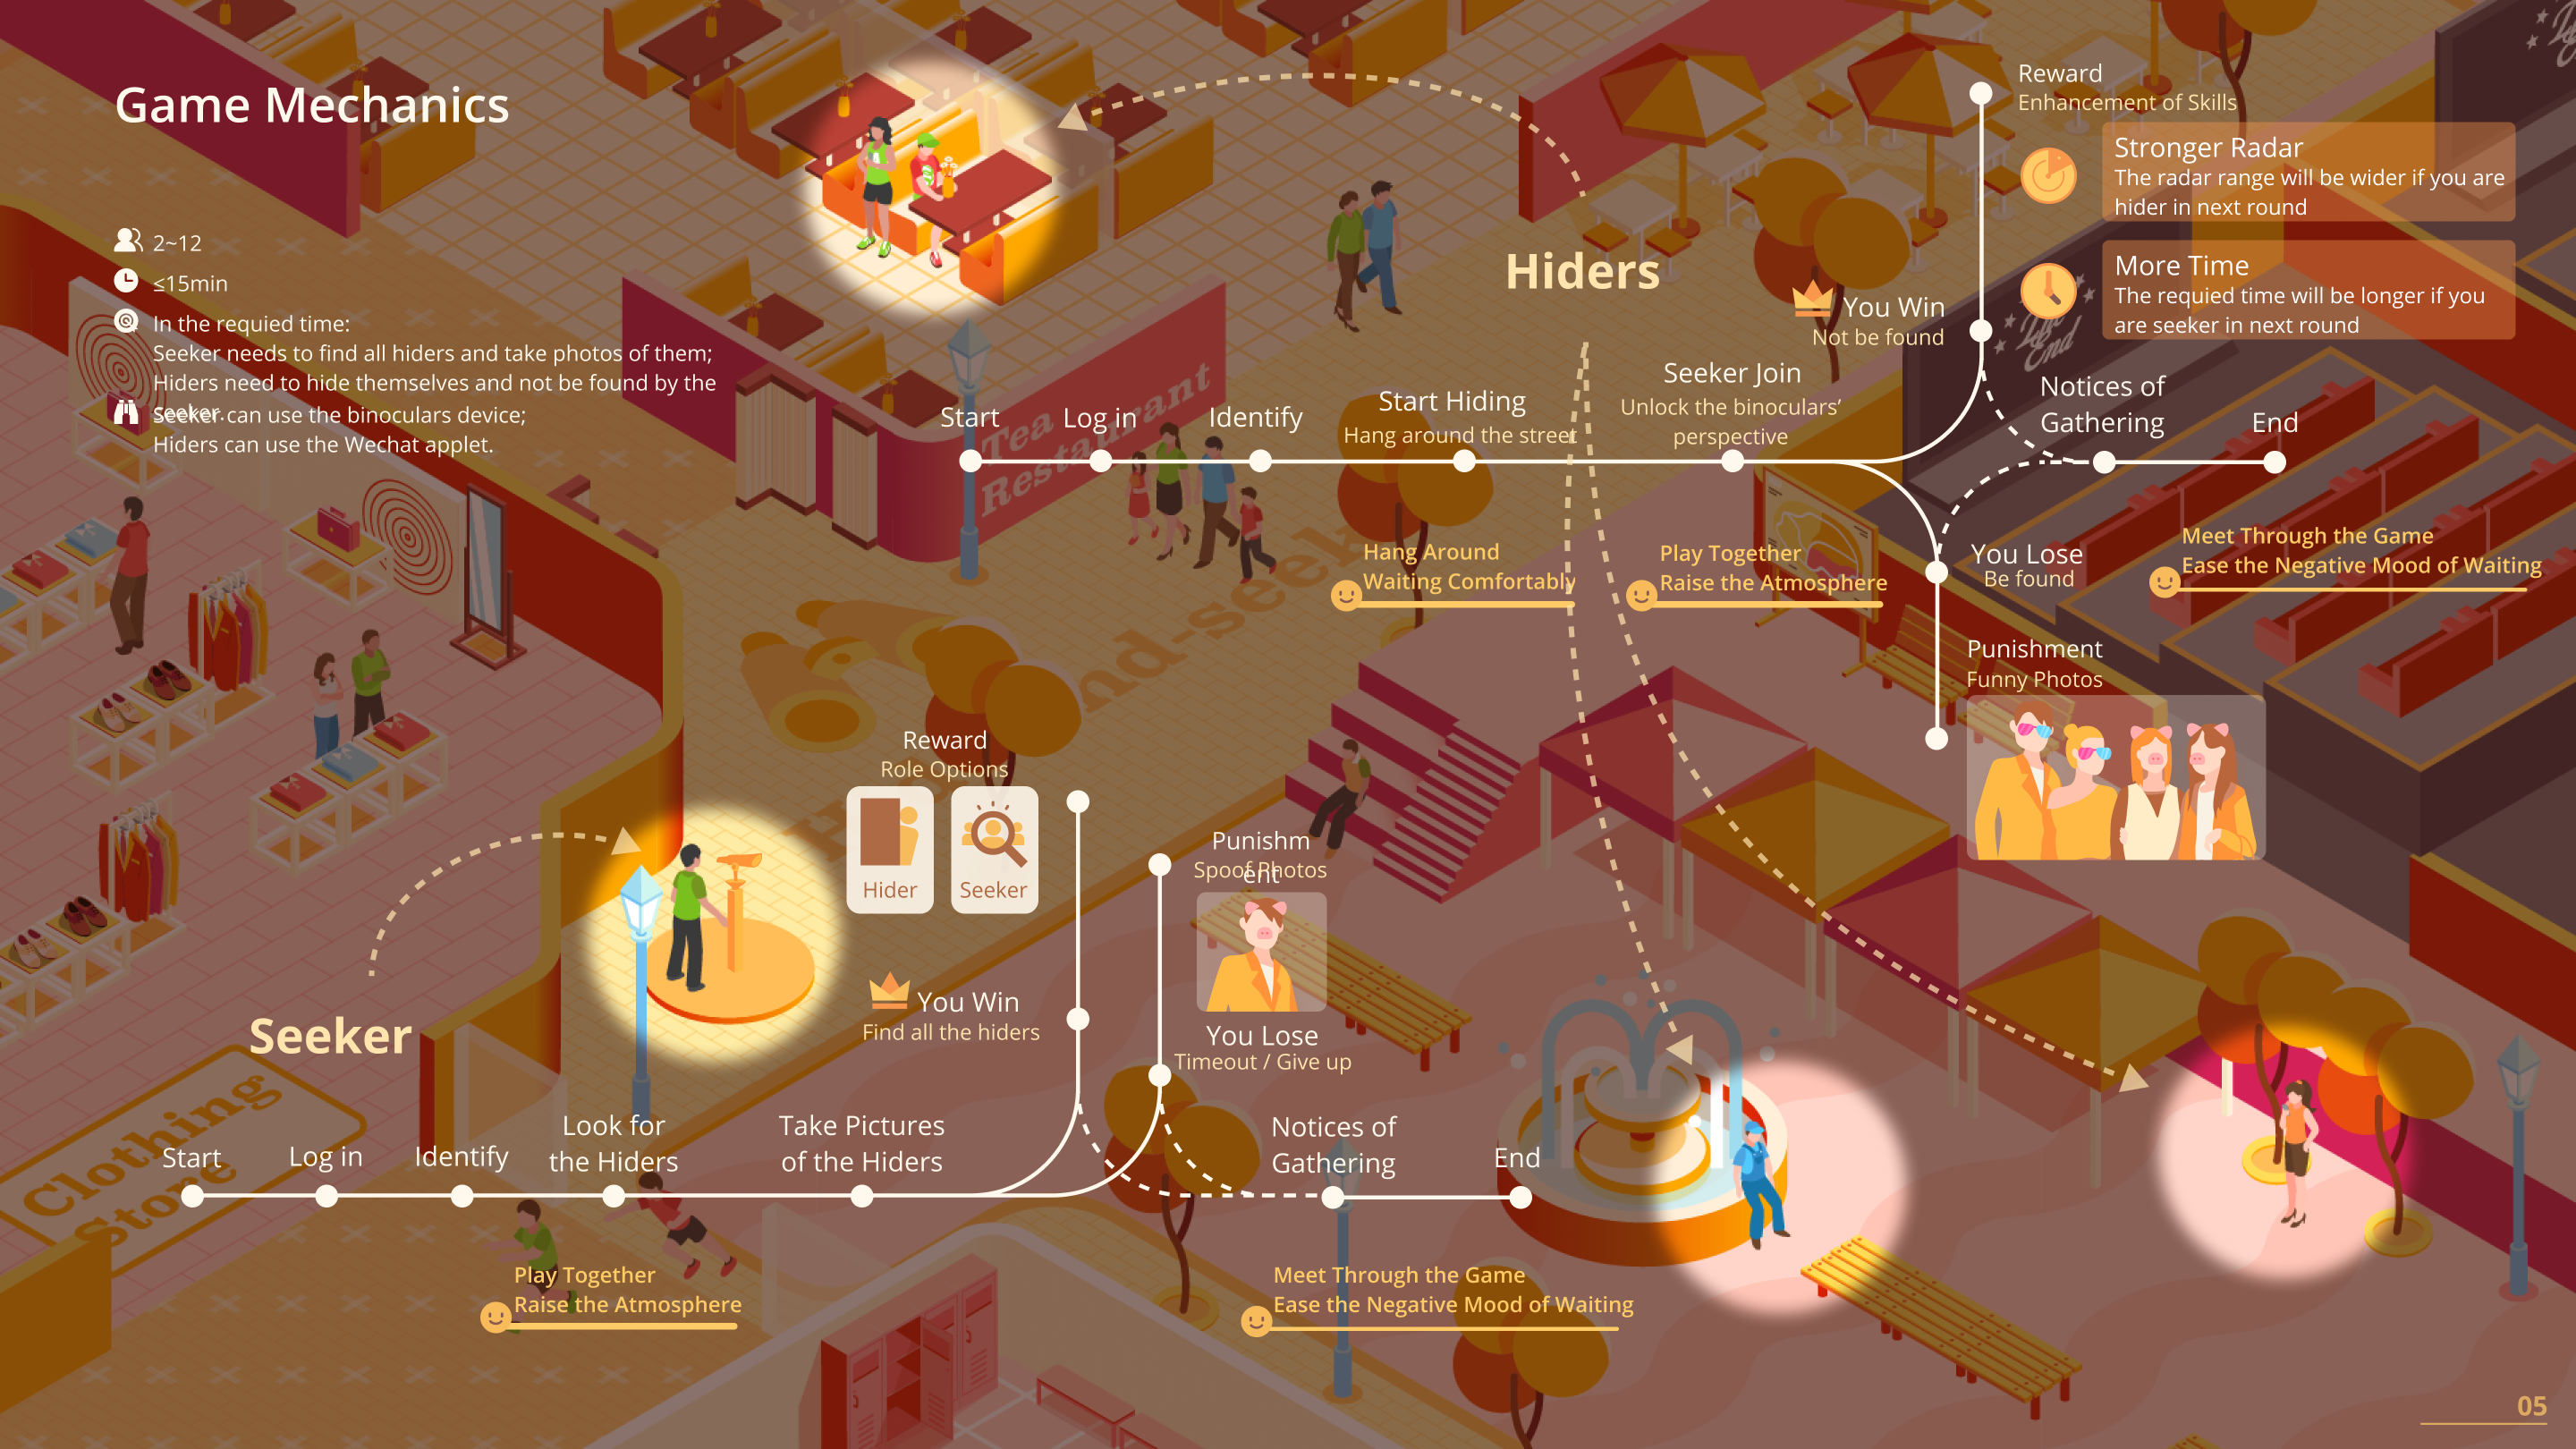 Game Mechanics
2~12
≤15min
In the requied time:
Seeker needs to find all hiders and take photos of them;
Hiders need to hide themselves and not be found by the
seeker.
Seeker can use the binoculars device;
Hiders can use the Wechat applet.
Hiders
Start
Log in
Identify
Start Hiding
Hang around the street
Seeker Join
Unlock the binoculars’
perspective
You Win
Not be found
Reward
Enhancement of Skills
Stronger Radar
The radar range will be wider if you are
hider in next round
More Time
The requied time will be longer if you
are seeker in next round
Notices of
Gathering
End
Hang Around
Waiting Comfortably
Play Together
Raise the Atmosphere
You Lose
Be found
Meet Through the Game
Ease the Negative Mood of Waiting
Punishment
Funny Photos
Tea
Restaurant
The
End
nd-seek
Reward
Role Options
Hider
Seeker
Punishm
ent
Spoof Photos
You Win
Find all the hiders
You Lose
Timeout / Give up
Seeker
Start
Log in
Identify
Look for
the Hiders
Take Pictures
of the Hiders
Notices of
Gathering
End
Clothing
Store
Play Together
Raise the Atmosphere
Meet Through the Game
Ease the Negative Mood of Waiting
05